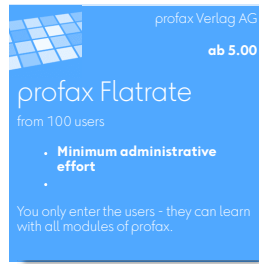 profax Verlag AG
ab 5.00
profax Flatrate
from 100 users
• Minimum administrative
effort
•
You only enter the users - they can learn
with all modules of profax.